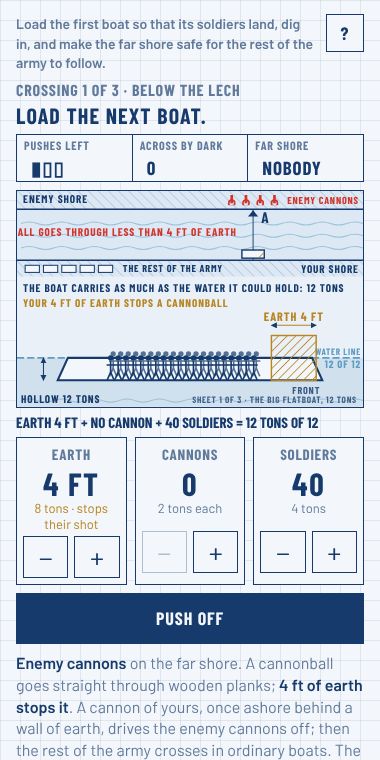 Load the first boat so that its soldiers land, dig
in, and make the far shore safe for the rest of the
army to follow.
?
CROSSING 1 OF 3 · BELOW THE LECH
LOAD THE NEXT BOAT.
PUSHES LEFT
ACROSS BY DARK
0
FAR SHORE
NOBODY
ENEMY SHORE
ENEMY CANNONS
A
ALL GOES THROUGH LESS THAN 4 FT OF EARTH
THE REST OF THE ARMY
YOUR SHORE
THE BOAT CARRIES AS MUCH AS THE WATER IT COULD HOLD: 12 TONS
YOUR 4 FT OF EARTH STOPS A CANNONBALL
EARTH 4 FT
WATER LINE
12 OF 12
FRONT
HOLLOW 12 TONS
SHEET 1 OF 3 · THE BIG FLATBOAT, 12 TONS
EARTH 4 FT + NO CANNON + 40 SOLDIERS = 12 TONS OF 12
EARTH
4 FT
8 tons · stops
their shot
− +
CANNONS
0
2 tons each
− +
SOLDIERS
40
4 tons
− +
PUSH OFF
Enemy cannons on the far shore. A cannonball
goes straight through wooden planks; 4 ft of earth
stops it. A cannon of yours, once ashore behind a
wall of earth, drives the enemy cannons off; then
the rest of the army crosses in ordinary boats. The